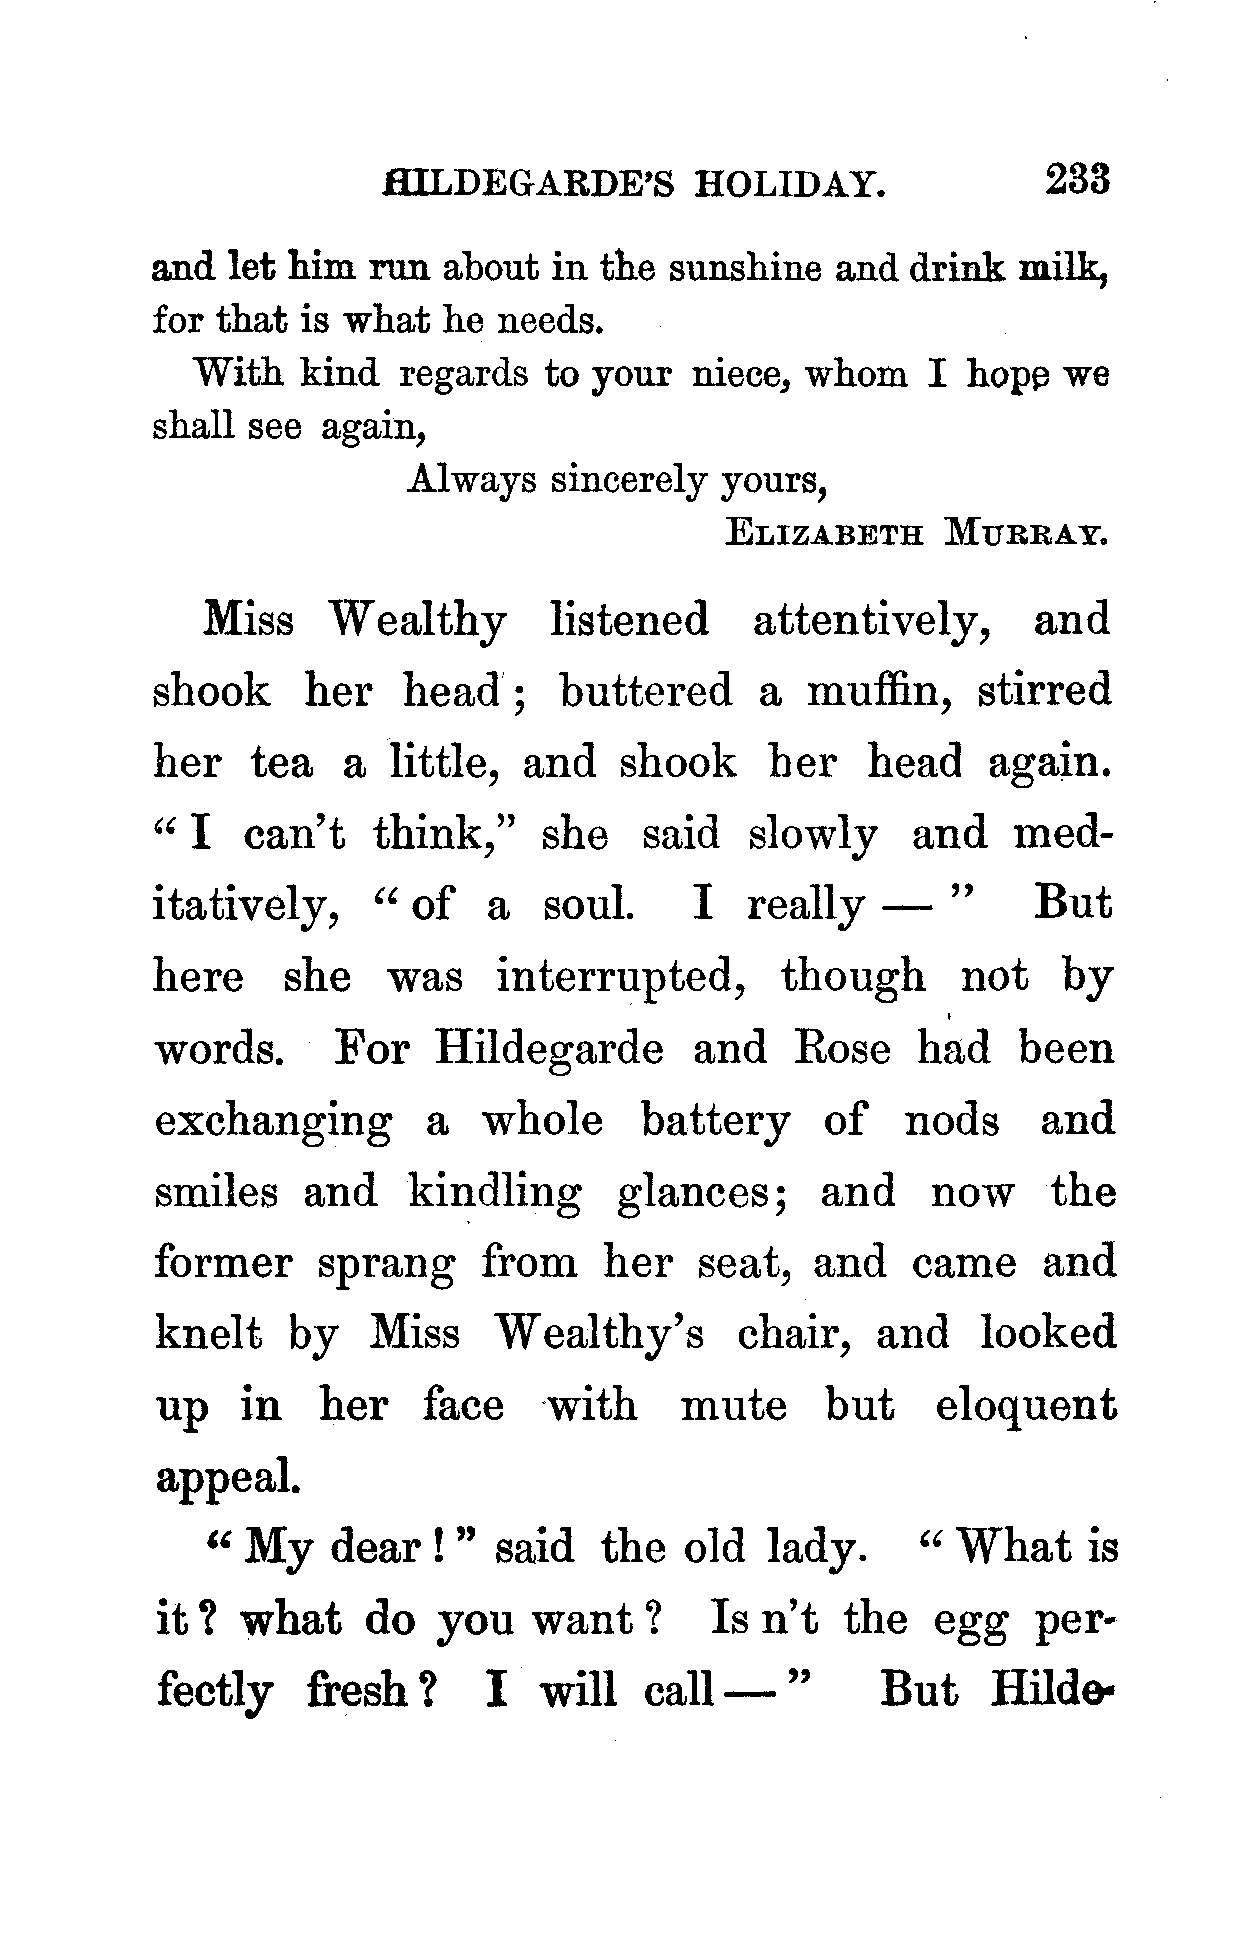 HILDEGARDE'S HOLIDAY. 233
and let him run about in the sunshine and drink milk,
for that is what he needs.
With kind regards to your niece, whom I hope we
shall see again,
Always sincerely yours,
ELIZABETH MURRAY.
Miss Wealthy listened attentively, and
shook her head; buttered a muffin, stirred
her tea a little, and shook her head again.
"I can't think," she said slowly and med-
itatively, "of a soul. I really — " But
here she was interrupted, though not by
words. For Hildegarde and Rose had been
exchanging a whole battery of nods and
smiles and kindling glances; and now the
former sprang from her seat, and came and
knelt by Miss Wealthy's chair, and looked
up in her face with mute but eloquent
appeal.
"My dear!" said the old lady. "What is
it? what do you want? Is n't the egg per-
fectly fresh? I will call — " But Hilde-